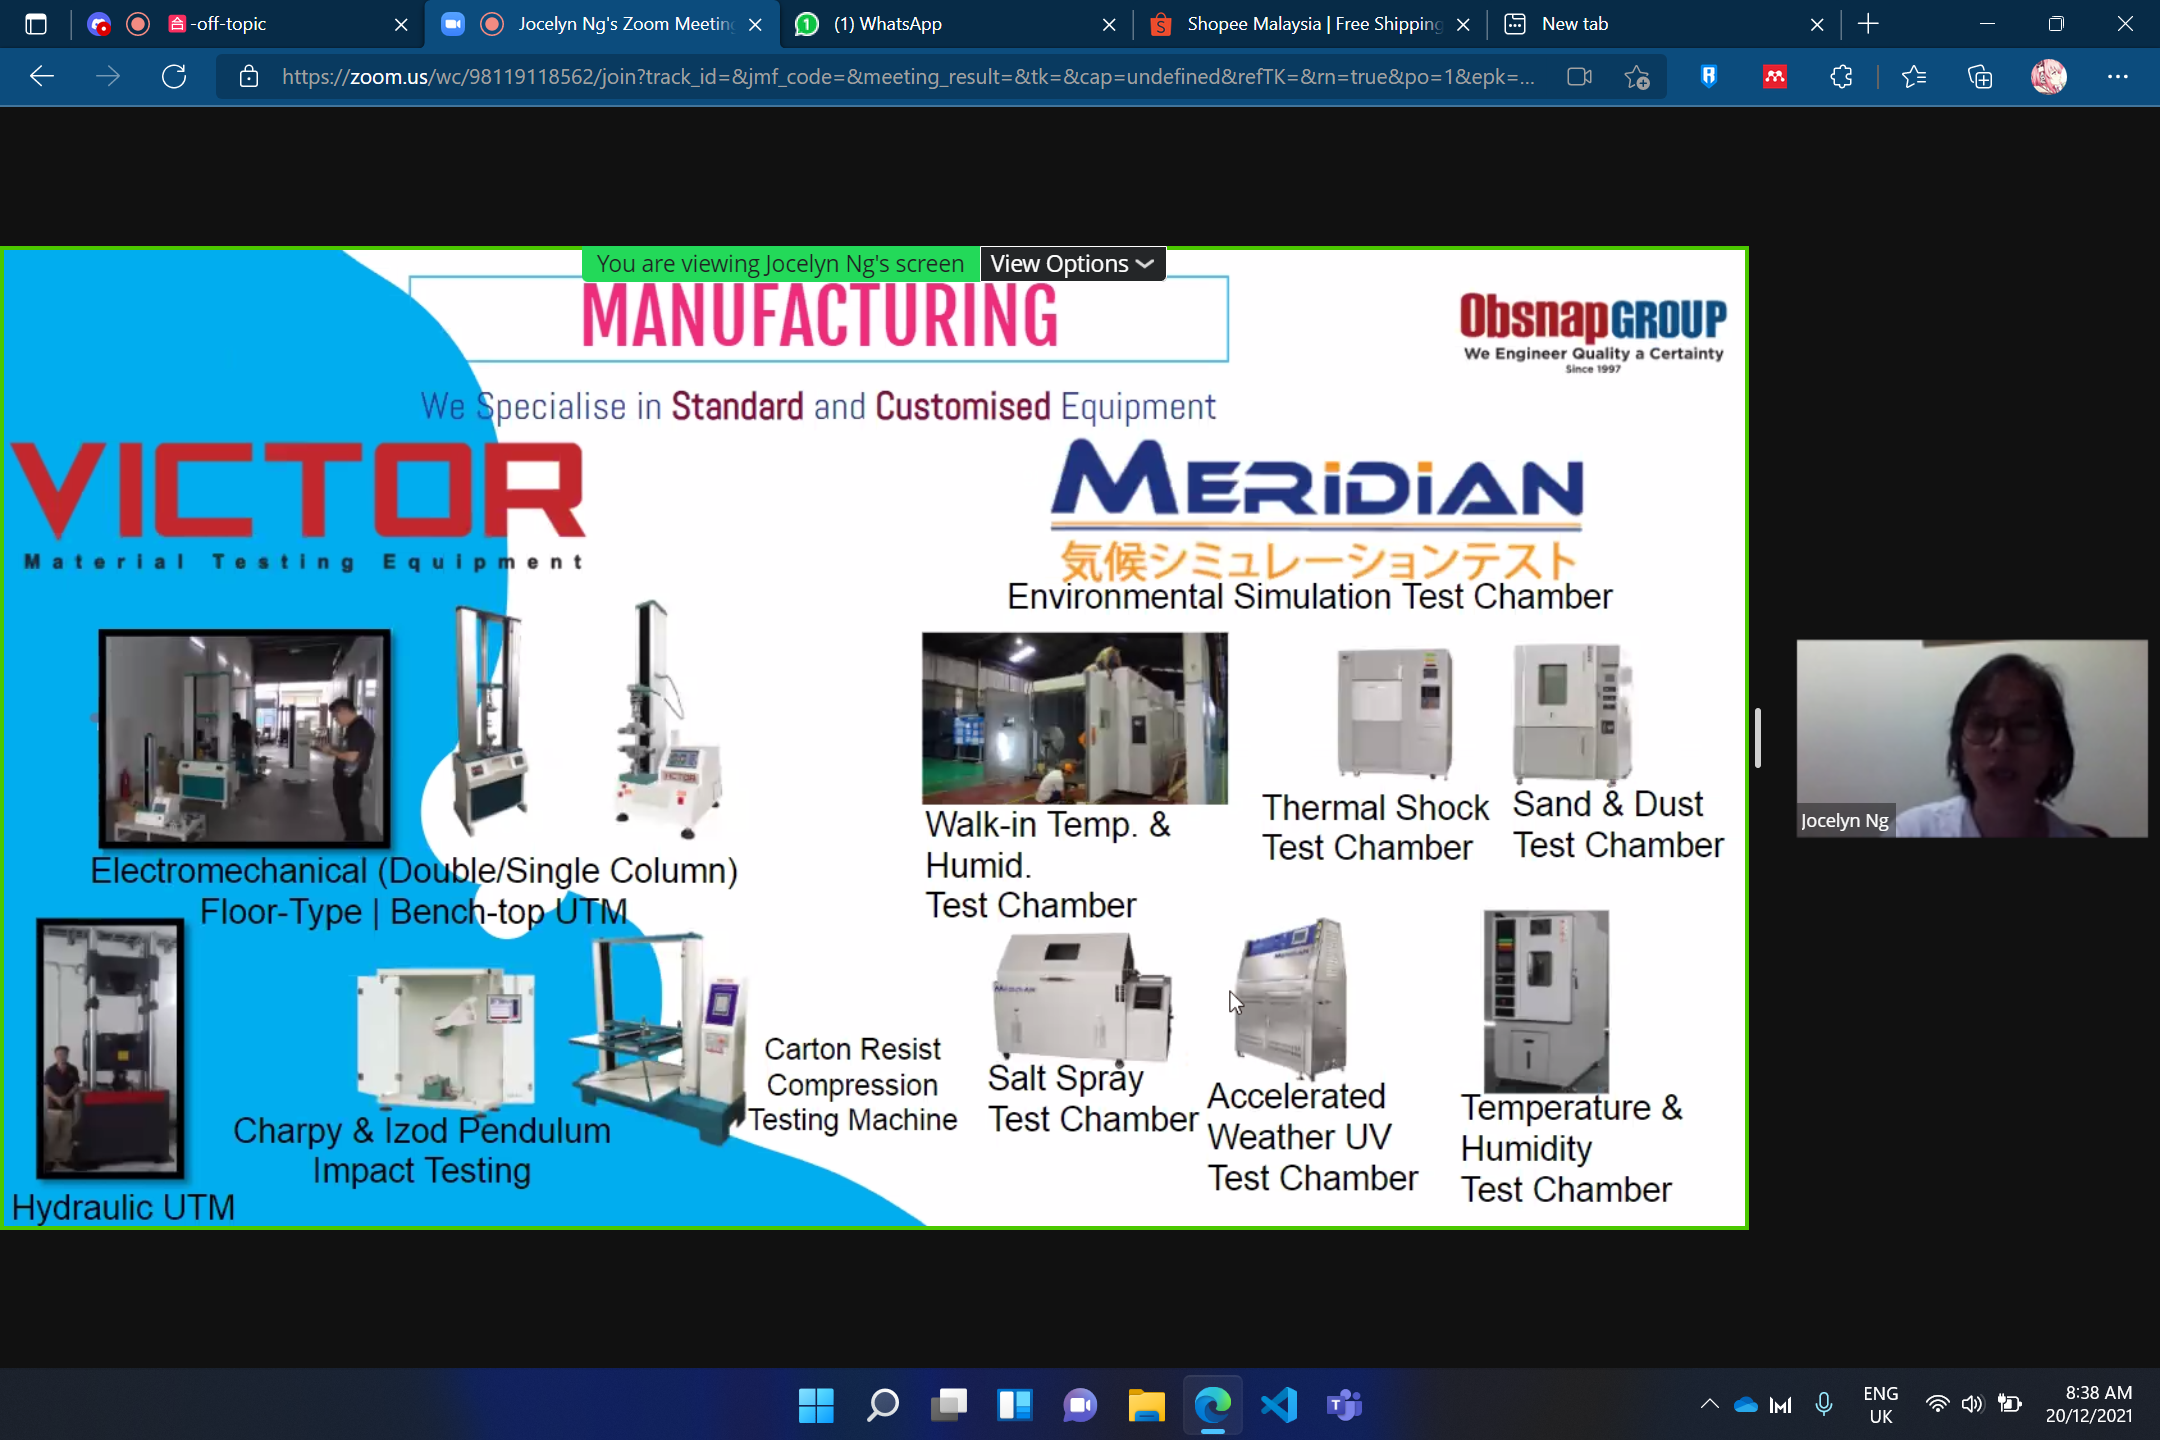 -off-topic
Jocelyn Ng's Zoom Meetin
(1) WhatsApp
Shopee Malaysia | Free Shipping
New tab
https://zoom.us/wc/98119118562/join?track_id=&jmf_code=&meeting_result=&tk=&cap=undefined&refTK=&rn=true&po=1&epk=...
You are viewing Jocelyn Ng's screen
View Options
MANUFACTURING
ObsnapGROUP
We Engineer Quality a Certainty
Since 1997
We Specialise in Standard and Customised Equipment
VICTOR
Material Testing Equipment
MERiDiAN
気候シミュレーションテスト
Environmental Simulation Test Chamber
VICTOR
Electromechanical (Double/Single Column)
Floor-Type | Bench-top UTM
Walk-in Temp. &
Humid.
Test Chamber
Thermal Shock
Test Chamber
Sand & Dust
Test Chamber
Jocelyn Ng
Hydraulic UTM
Charpy & Izod Pendulum
Impact Testing
Carton Resist
Compression
Testing Machine
MERIDIAN
Salt Spray
Test Chamber
MERIDIAN
Accelerated
Weather UV
Test Chamber
Temperature &
Humidity
Test Chamber
ENG
UK
8:38 AM
20/12/2021